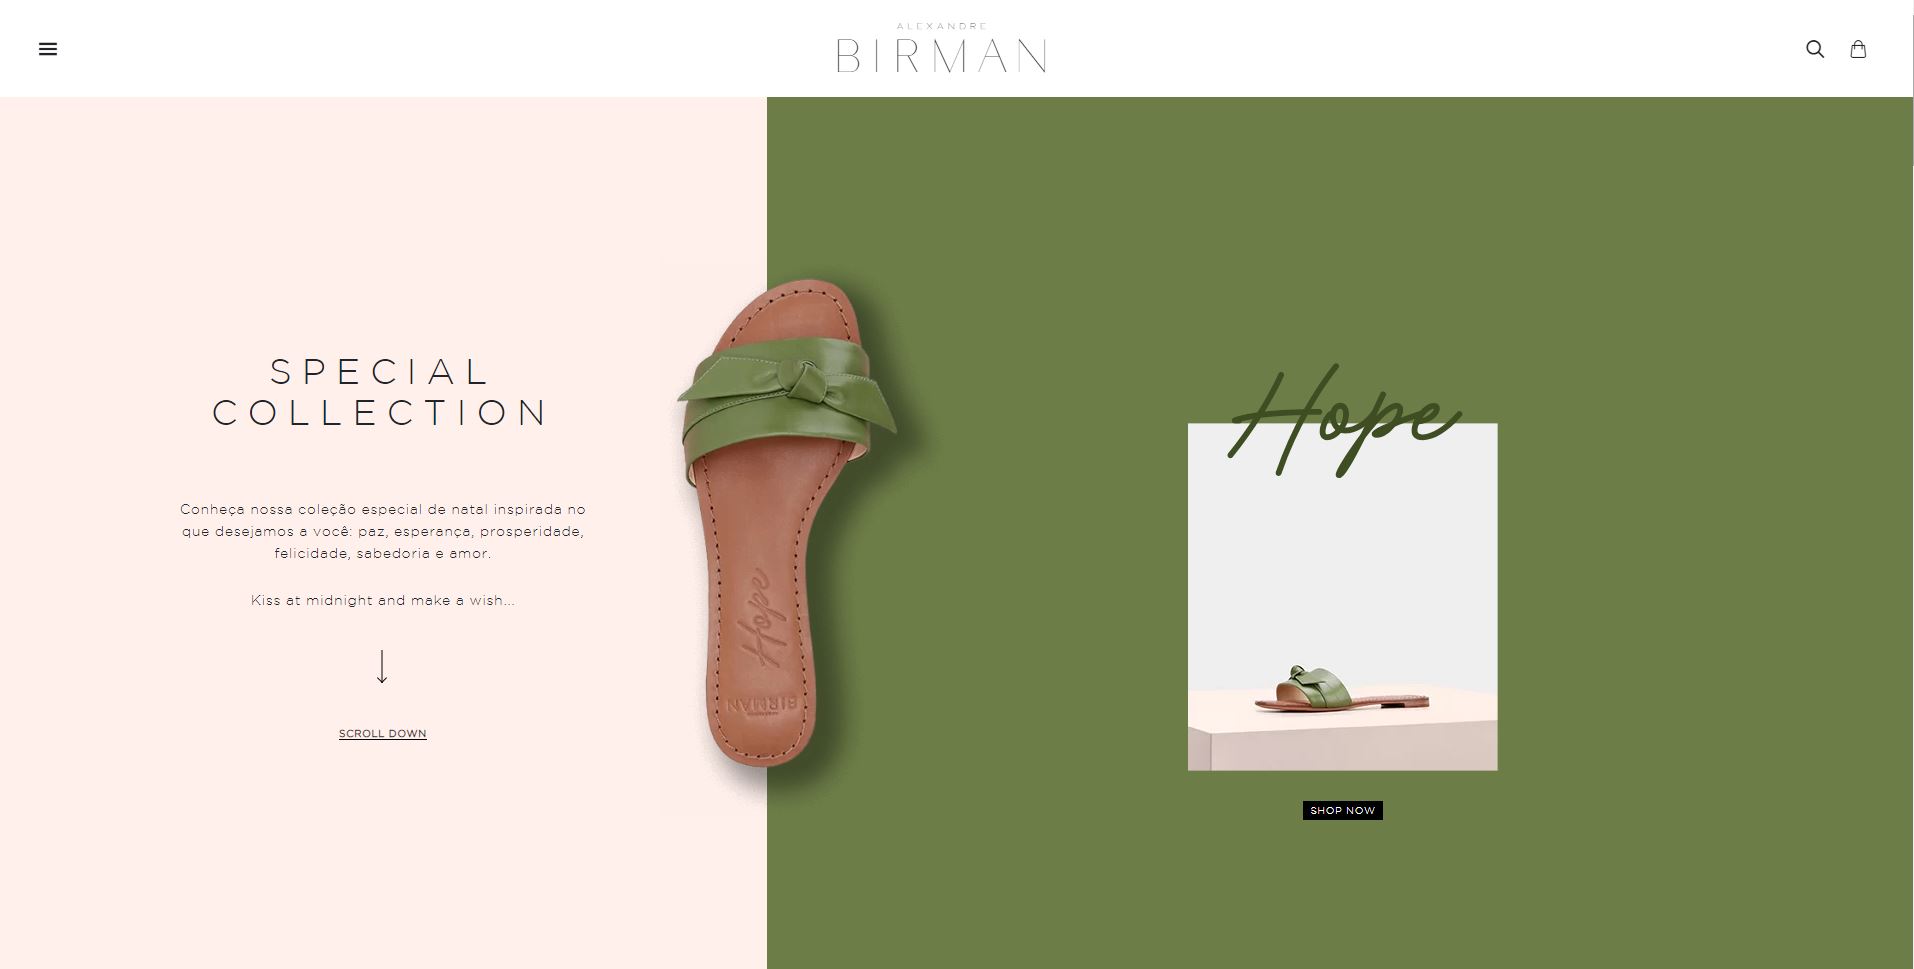 ALEXANDRE
BIRMAN
SPECIAL
COLLECTION
Conheça nossa coleção especial de natal inspirada no
que desejamos a você: paz, esperança, prosperidade,
felicidade, sabedoria e amor.
Kiss at midnight and make a wish...
SCROLL DOWN
Hope
BIRMAN
Hope
SHOP NOW